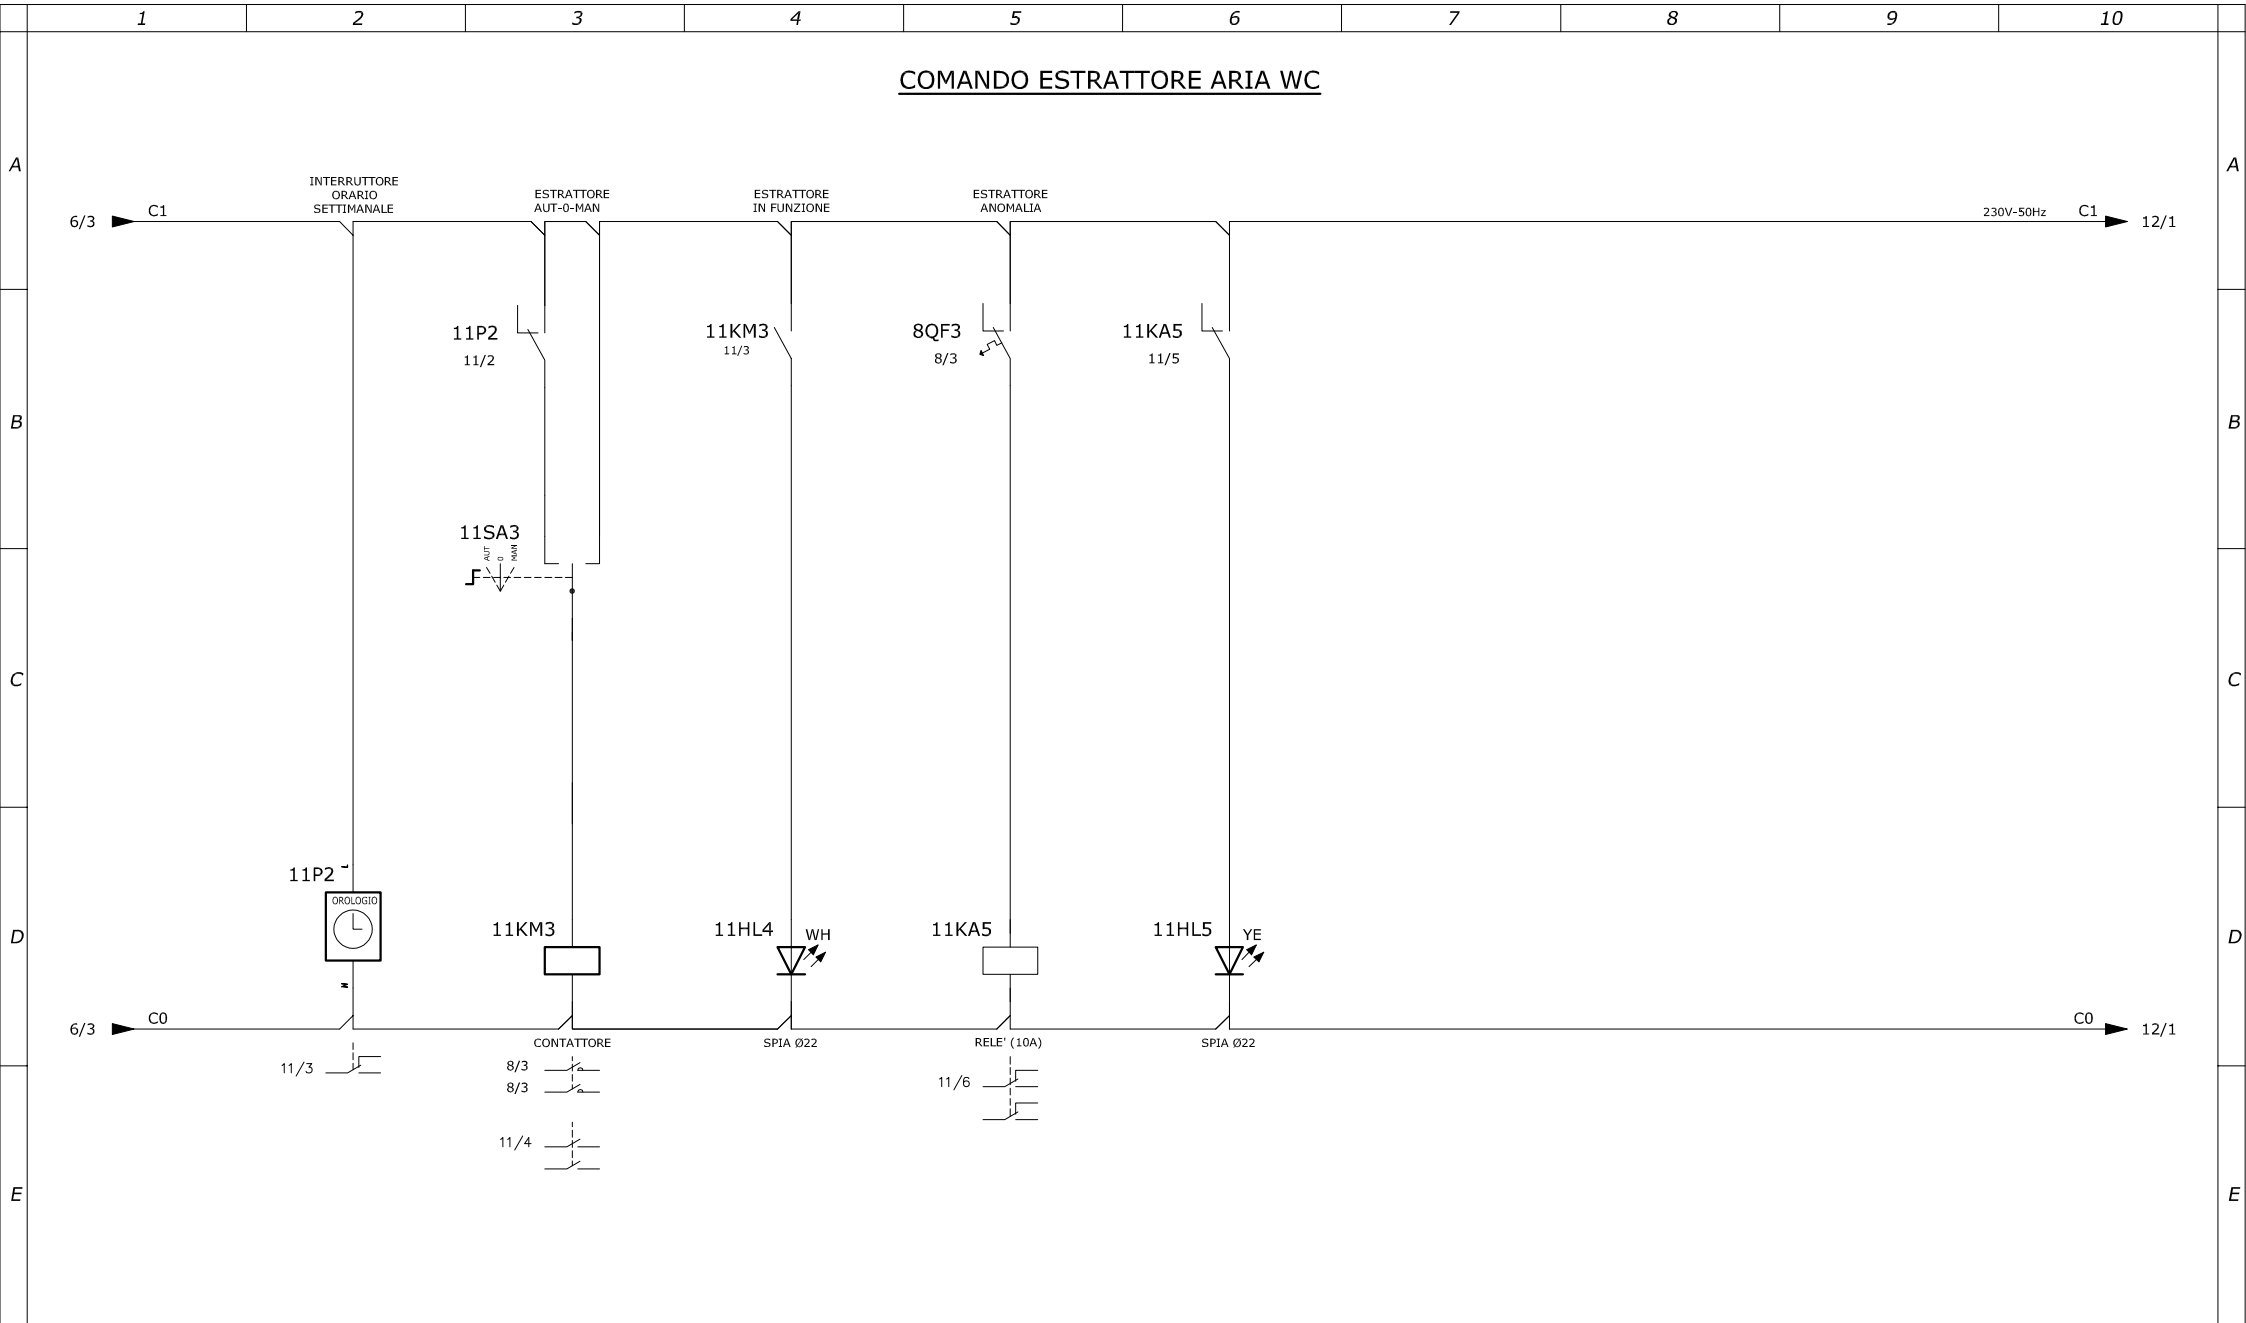 1 2 3 4 5 6 7 8 9 10
COMANDO ESTRATTORE ARIA WC
A A
INTERRUTTORE
ORARIO
SETTIMANALE
ESTRATTORE
AUT-0-MAN
ESTRATTORE
IN FUNZIONE
ESTRATTORE
ANOMALIA
6/3 C1 230V-50Hz C1 12/1
11P2
11/2
11KM3
11/3
8QF3
8/3
11KA5
11/5
B B
11SA3
AUT 0 MAN
C C
11P2 L
OROLOGIO
N
11KM3
11HL4 WH
11KA5
11HL5 YE
D D
6/3 C0 C0 12/1
CONTATTORE
SPIA Ø22
RELE' (10A)
SPIA Ø22
11/3
8/3
8/3
11/4
11/6
E E